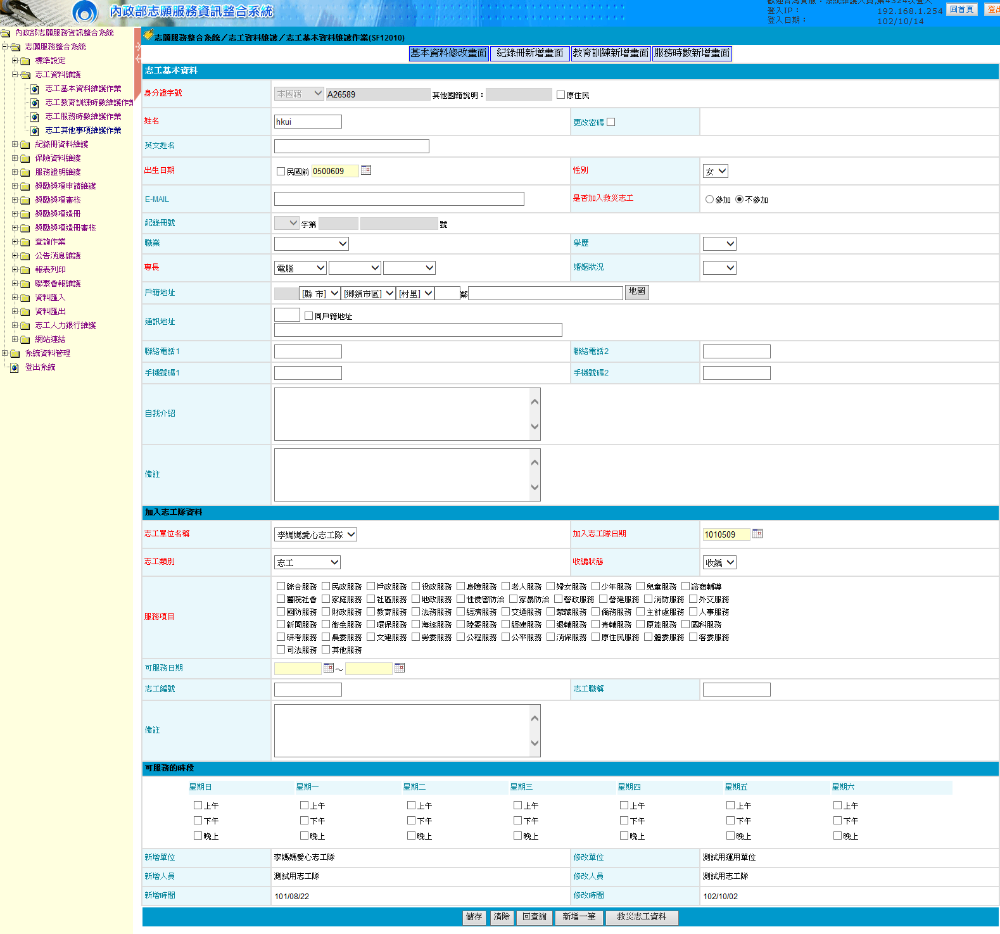 內政部志願服務資訊整合系統
歡迎台灣資服：系統維護人員,第4324次登入
登入IP：
192.168.1.254
登入日期：
102/10/14
回首頁
登出
內政部志願服務資訊整合系統
志願服務整合系統
標準設定
志工資料維護
志工基本資料維護作業
志工教育訓練時數維護作業
志工服務時數維護作業
志工其他事項維護作業
紀錄冊資料維護
保險資料維護
服務證明維護
獎勵獎項申請維護
獎勵獎項審核
獎勵獎項造冊
獎勵獎項造冊審核
查詢作業
公告消息維護
報表列印
聯繫會報維護
資料匯入
資料匯出
志工人力銀行維護
網站連結
系統資料管理
登出系統
志願服務整合系統／志工資料維護／志工基本資料維護作業(SF12010)
基本資料修改畫面 紀錄冊新增畫面 教育訓練新增畫面 服務時數新增畫面
志工基本資料
身分證字號 本國籍 A26589 其他國籍說明： 原住民
姓名 hkui 更改密碼
英文姓名
出生日期 民國前 0500609 性別 女
E-MAIL 是否加入救災志工 參加 不參加
紀錄冊號 字第 號
職業 學歷
專長 電腦 婚姻狀況
戶籍地址 [縣 市] [鄉鎮市區] [村里] 鄰 地圖
通訊地址 同戶籍地址
聯絡電話1 聯絡電話2
手機號碼1 手機號碼2
自我介紹
備註
加入志工隊資料
志工單位名稱 李媽媽愛心志工隊 加入志工隊日期 1010509
志工類別 志工 收編狀態 收編
服務項目
綜合服務 民政服務 戶政服務 役政服務 身障服務 老人服務 婦女服務 少年服務 兒童服務 諮商輔導
醫院社會 家庭服務 社區服務 地政服務 性侵害防治 家暴防治 警政服務 營建服務 消防服務 外交服務
國防服務 財政服務 教育服務 法務服務 經濟服務 交通服務 蒙藏服務 僑務服務 主計處服務 人事服務
新聞服務 衛生服務 環保服務 海巡服務 陸委服務 經建服務 退輔服務 青輔服務 原能服務 國科服務
研考服務 農委服務 文建服務 勞委服務 公程服務 公平服務 消保服務 原住民服務 體委服務 客委服務
司法服務 其他服務
可服務日期 ～
志工編號 志工職稱
備註
可服務的時段
星期日 星期一 星期二 星期三 星期四 星期五 星期六
上午 上午 上午 上午 上午 上午 上午
下午 下午 下午 下午 下午 下午 下午
晚上 晚上 晚上 晚上 晚上 晚上 晚上
新增單位 李媽媽愛心志工隊 修改單位 測試用運用單位
新增人員 測試用志工隊 修改人員 測試用志工隊
新增時間 101/08/22 修改時間 102/10/02
儲存 清除 回查詢 新增一筆 救災志工資料